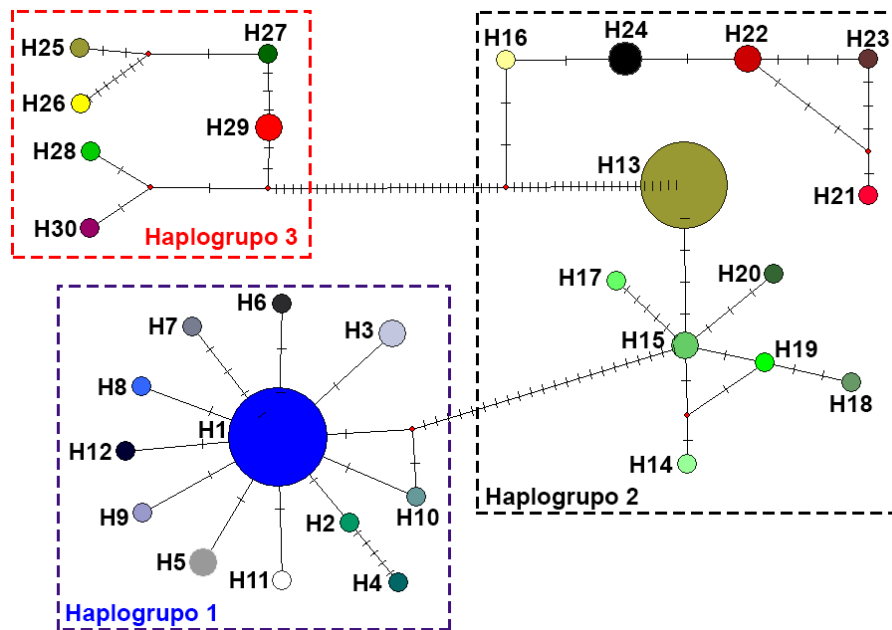 H25
H27
H26
H29
H28
H30
Haplogrupo 3
H16
H24
H22
H23
H13
H21
H17
H20
H15
H19
H18
H14
Haplogrupo 2
H6
H7
H3
H8
H1
H12
H9
H10
H2
H5
H11
H4
Haplogrupo 1